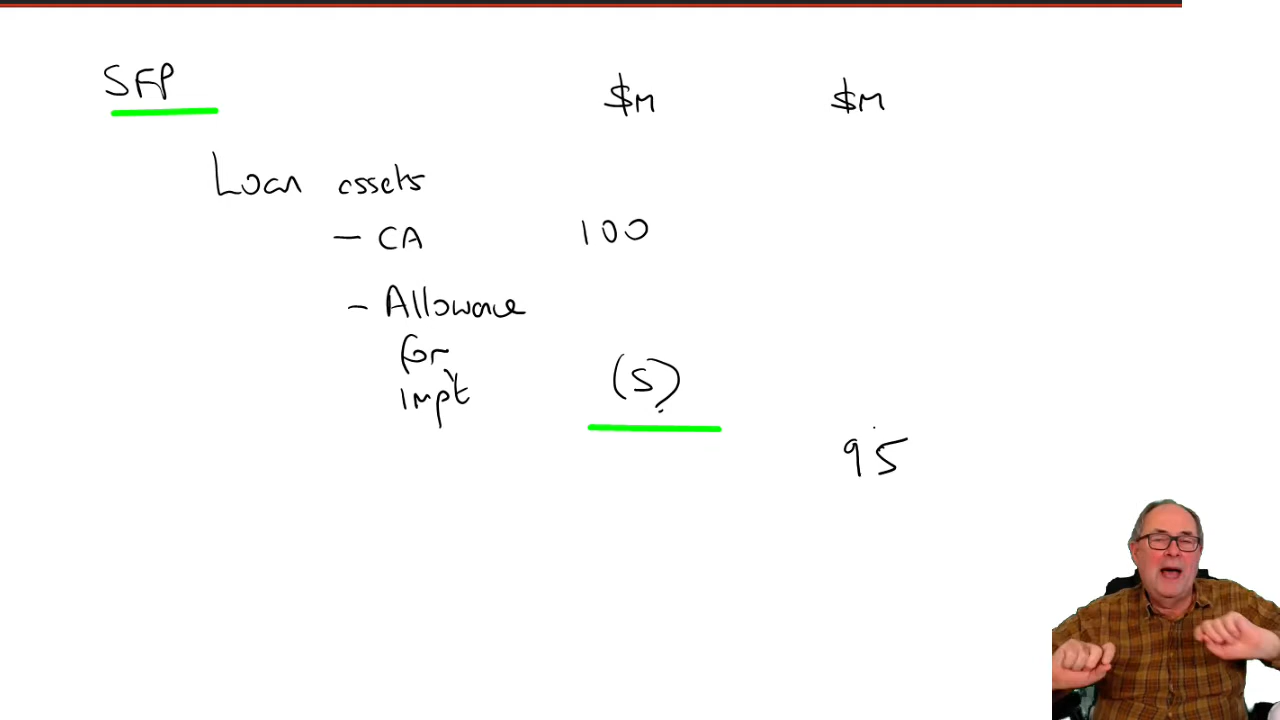 SFP
$M $M
Loan assets
- CA 100
- Allowance
for
impt (5)
95